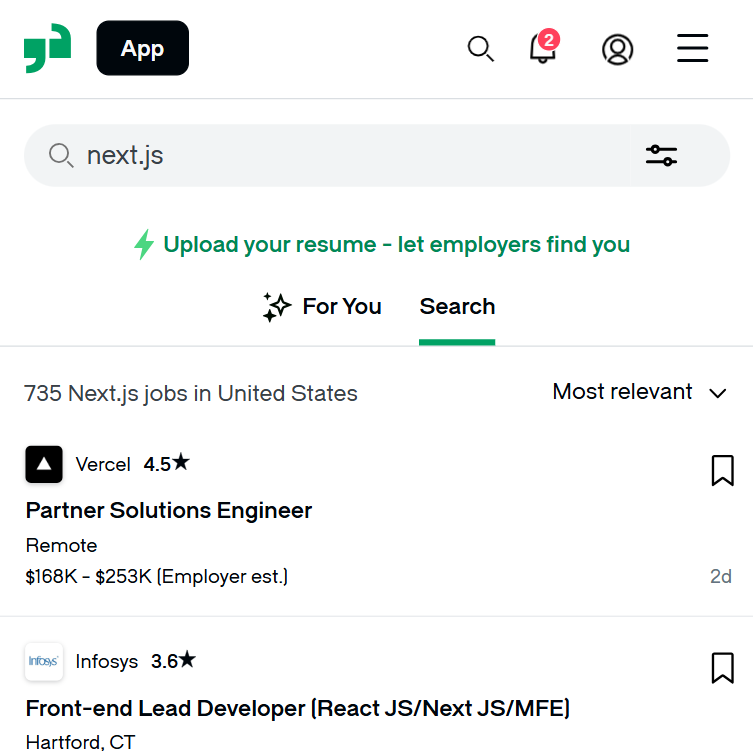 App
2
next.js
Upload your resume – let employers find you
For You Search
735 Next.js jobs in United States
Most relevant
Vercel 4.5★
Partner Solutions Engineer
Remote
$168K - $253K (Employer est.)
2d
Infosys
Infosys 3.6★
Front-end Lead Developer (React JS/Next JS/MFE)
Hartford, CT